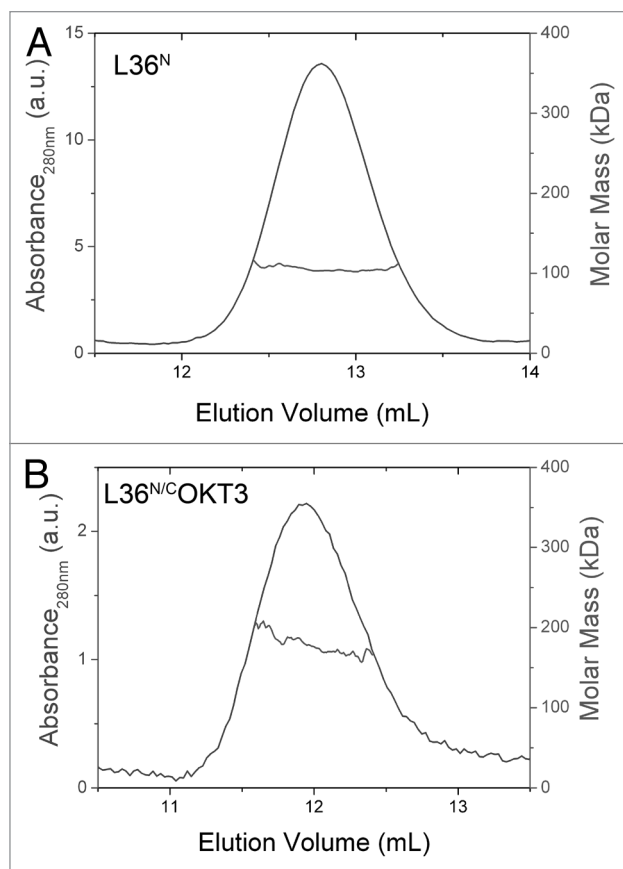 A
L36ᴺ
Absorbance₂₈₀nm (a.u.)
15
10
5
0
400
300
200
100
0
Molar Mass (kDa)
12
13
14
Elution Volume (mL)
B
L36ᴺ/ᶜOKT3
Absorbance₂₈₀nm (a.u.)
2
1
0
400
300
200
100
0
Molar Mass (kDa)
11
12
13
Elution Volume (mL)